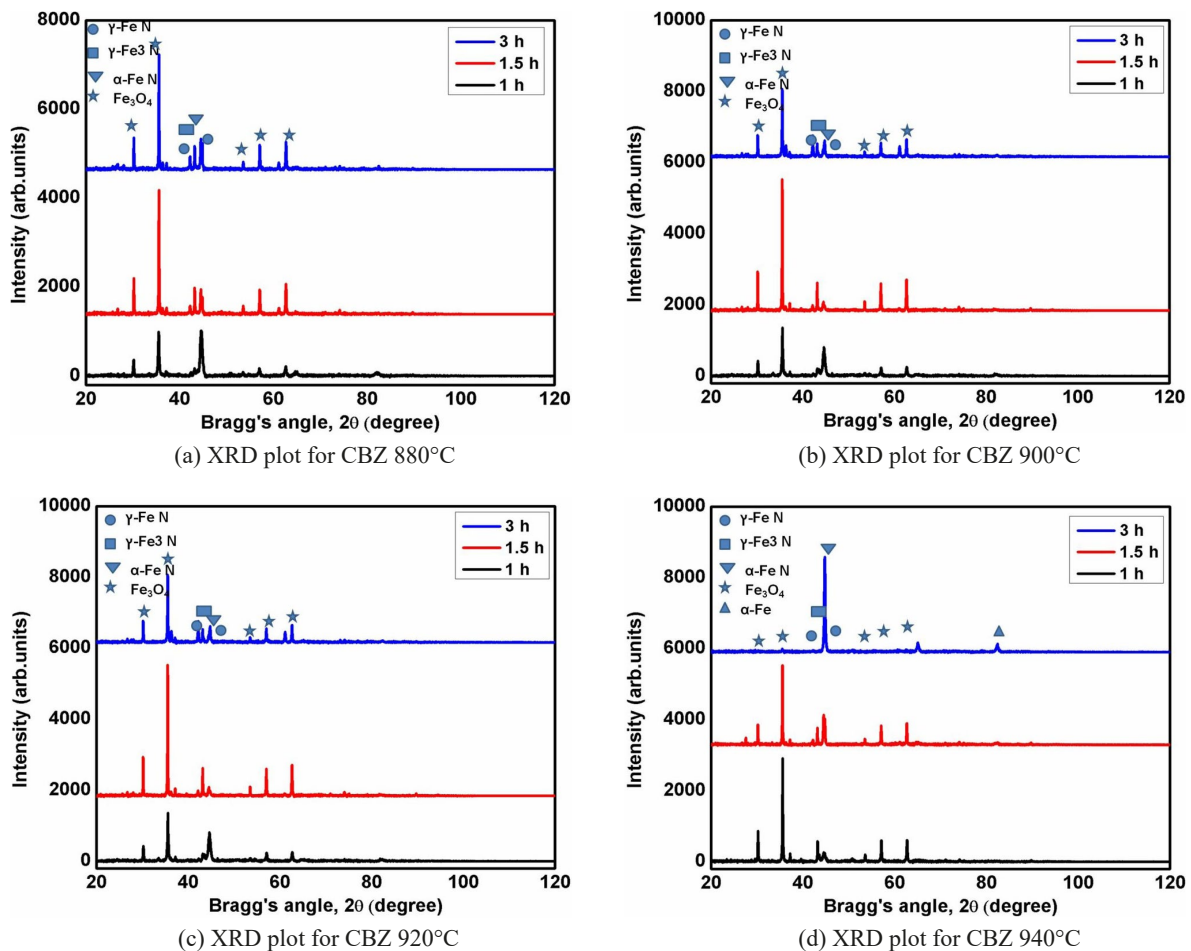 8000
6000
4000
2000
0
Intensity (arb.units)
γ-Fe N
γ-Fe3 N
α-Fe N
Fe₃O₄
3 h
1.5 h
1 h
20 40 60 80 100 120
Bragg's angle, 2θ (degree)
(a) XRD plot for CBZ 880°C
10000
8000
6000
4000
2000
0
Intensity (arb.units)
γ-Fe N
γ-Fe3 N
α-Fe N
Fe₃O₄
3 h
1.5 h
1 h
20 40 60 80 100 120
Bragg's angle, 2θ (degree)
(b) XRD plot for CBZ 900°C
10000
8000
6000
4000
2000
0
Intensity (arb.units)
γ-Fe N
γ-Fe3 N
α-Fe N
Fe₃O₄
3 h
1.5 h
1 h
20 40 60 80 100 120
Bragg's angle, 2θ (degree)
(c) XRD plot for CBZ 920°C
10000
8000
6000
4000
2000
0
Intensity (arb.units)
γ-Fe N
γ-Fe3 N
α-Fe N
Fe₃O₄
α-Fe
3 h
1.5 h
1 h
20 40 60 80 100 120
Bragg's angle, 2θ (degree)
(d) XRD plot for CBZ 940°C